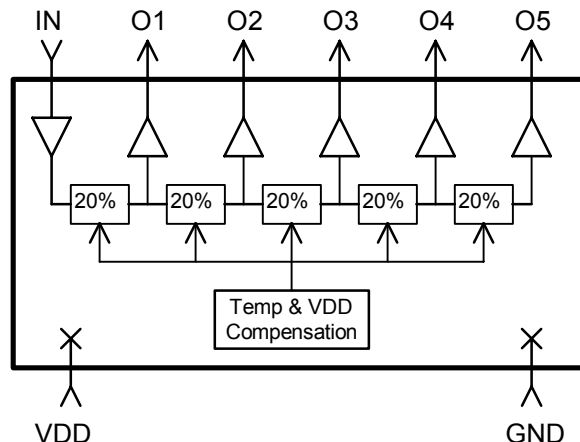 IN O1 O2 O3 O4 O5
20% 20% 20% 20% 20%
Temp & VDD
Compensation
VDD GND